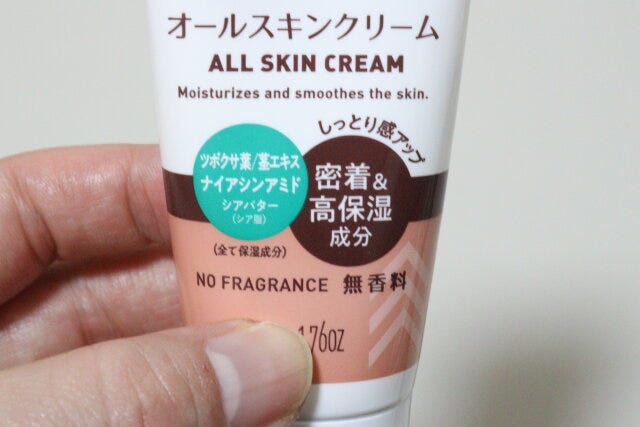 オールスキンクリーム
ALL SKIN CREAM
Moisturizes and smoothes the skin.
しっとり感アップ
ツボクサ葉/茎エキス
ナイアシンアミド
シアバター
(シア脂)
(全て保湿成分)
密着&
高保湿
成分
NO FRAGRANCE 無香料
1.76oz